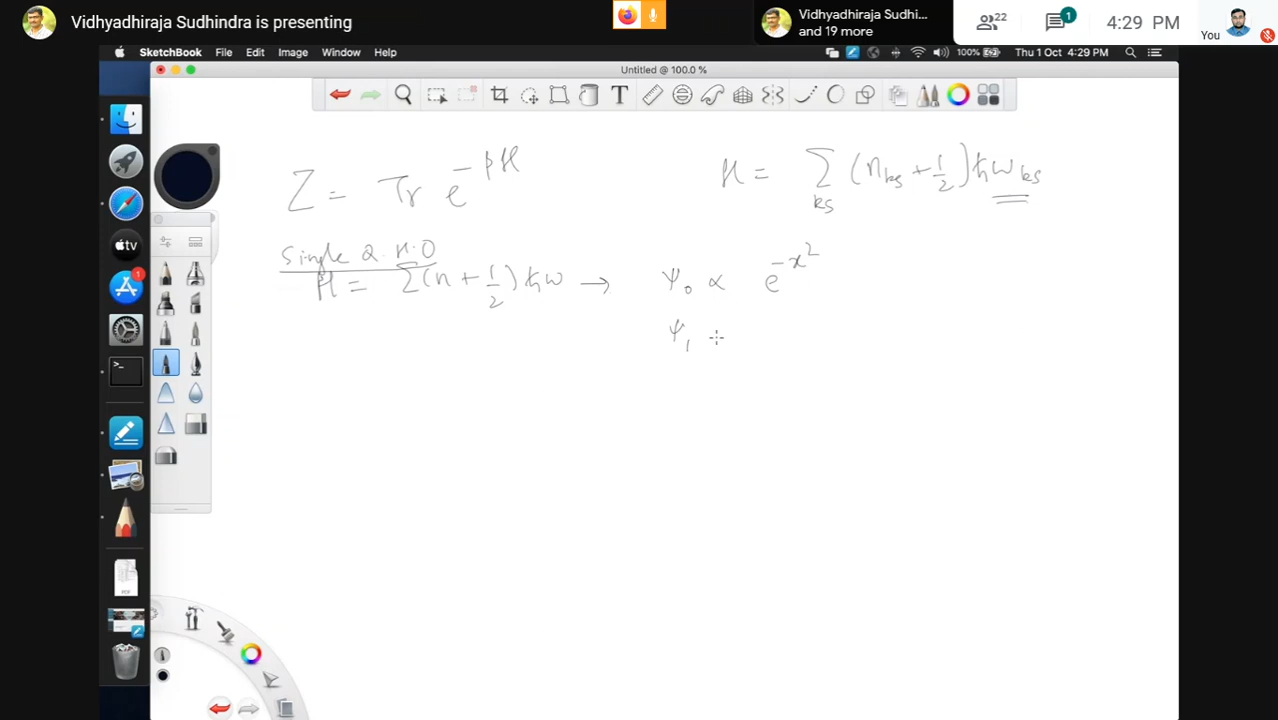 Vidhyadhiraja Sudhindra is presenting
Vidhyadhiraja Sudhi...
and 19 more
22
1
4:29 PM
You
SketchBook File Edit Image Window Help
100% Thu 1 Oct 4:29 PM
Untitled @ 100.0 %
T
tv
1
Z = Tr e^{-βH}
H = ∑_{ks} (n_{ks} + 1/2) ħω_{ks}
Single Q.H.O
H = ∑(n + 1/2) ħω → ψ₀ ∝ e^{-x²}
ψ₁